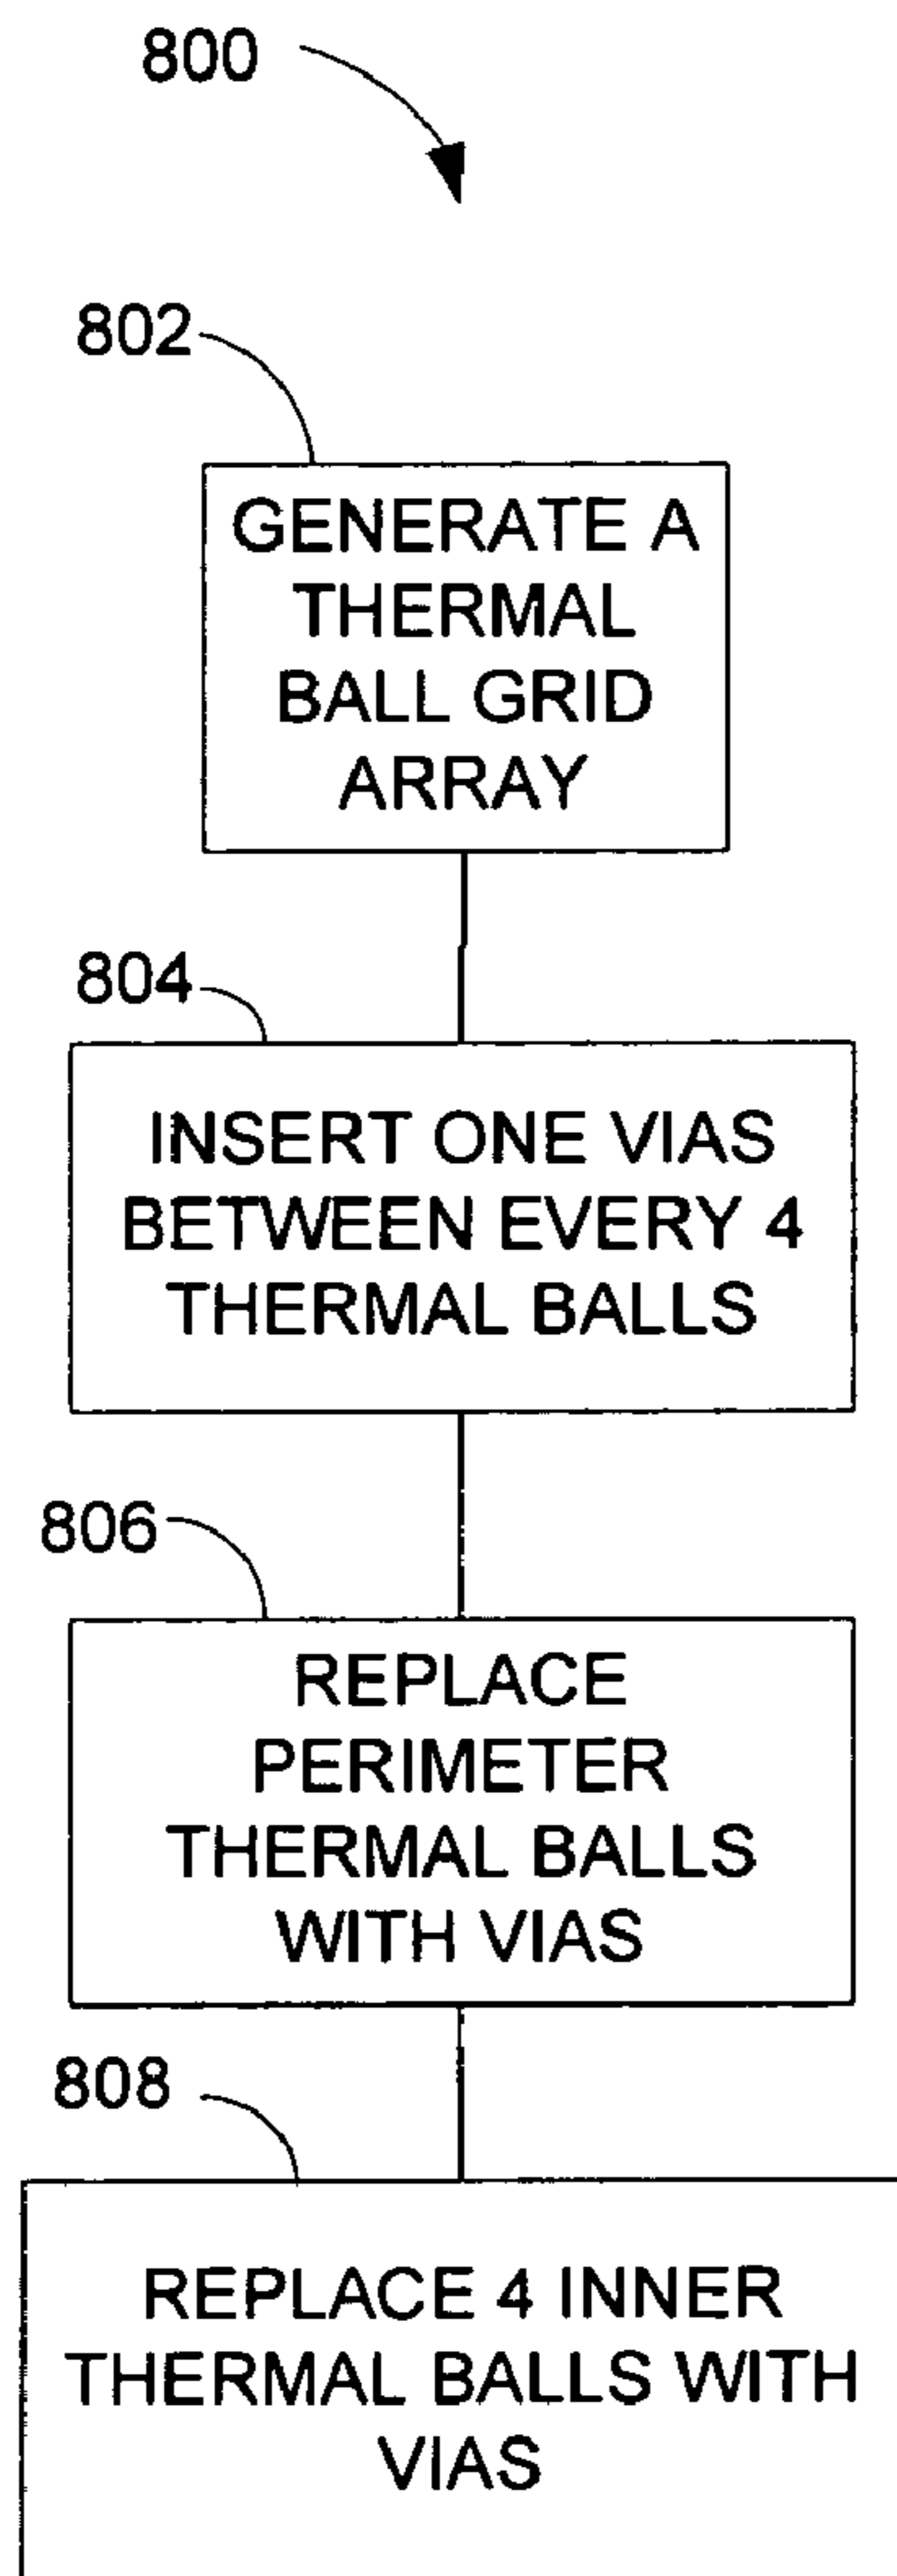 800
802
GENERATE A
THERMAL
BALL GRID
ARRAY
804
INSERT ONE VIAS
BETWEEN EVERY 4
THERMAL BALLS
806
REPLACE
PERIMETER
THERMAL BALLS
WITH VIAS
808
REPLACE 4 INNER
THERMAL BALLS WITH
VIAS